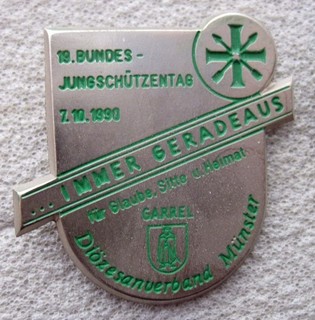 19. BUNDES-
JUNGSCHÜTZENTAG
7.10.1990
... IMMER GERADEAUS
für Glaube, Sitte u. Heimat
GARREL
Diözesanverband Münster